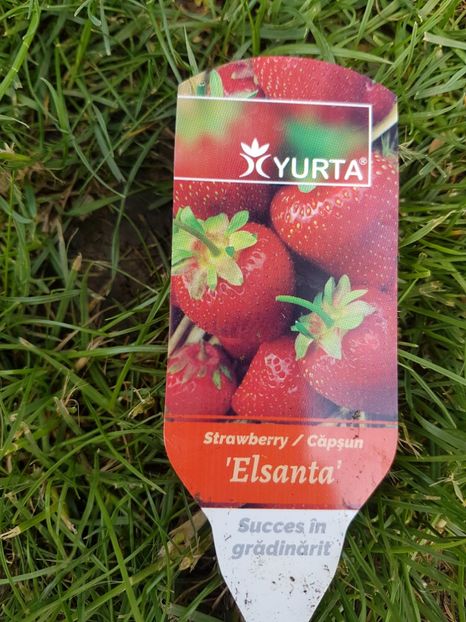 YURTA®
Strawberry / Căpșun
'Elsanta'
Succes în
grădinărit